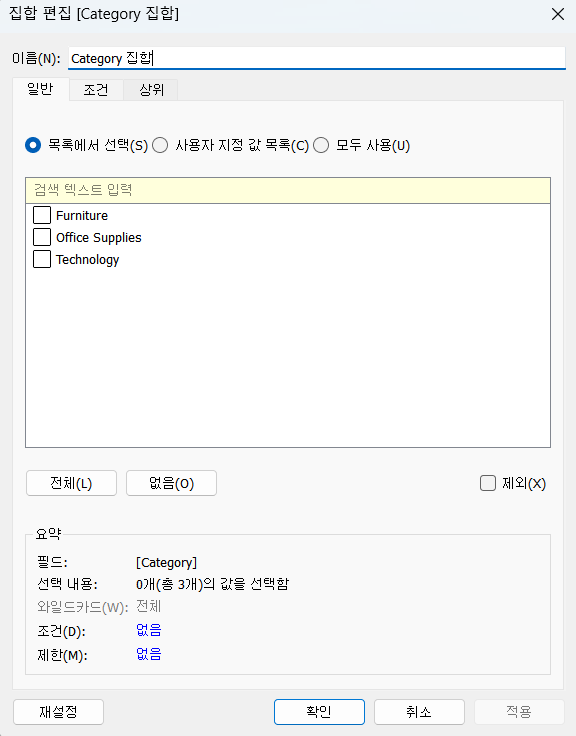 집합 편집 [Category 집합]
이름(N): Category 집합
일반 조건 상위
목록에서 선택(S) 사용자 지정 값 목록(C) 모두 사용(U)
검색 텍스트 입력
Furniture
Office Supplies
Technology
전체(L) 없음(O) 제외(X)
요약
필드: [Category]
선택 내용: 0개(총 3개)의 값을 선택함
와일드카드(W): 전체
조건(D): 없음
제한(M): 없음
재설정 확인 취소 적용